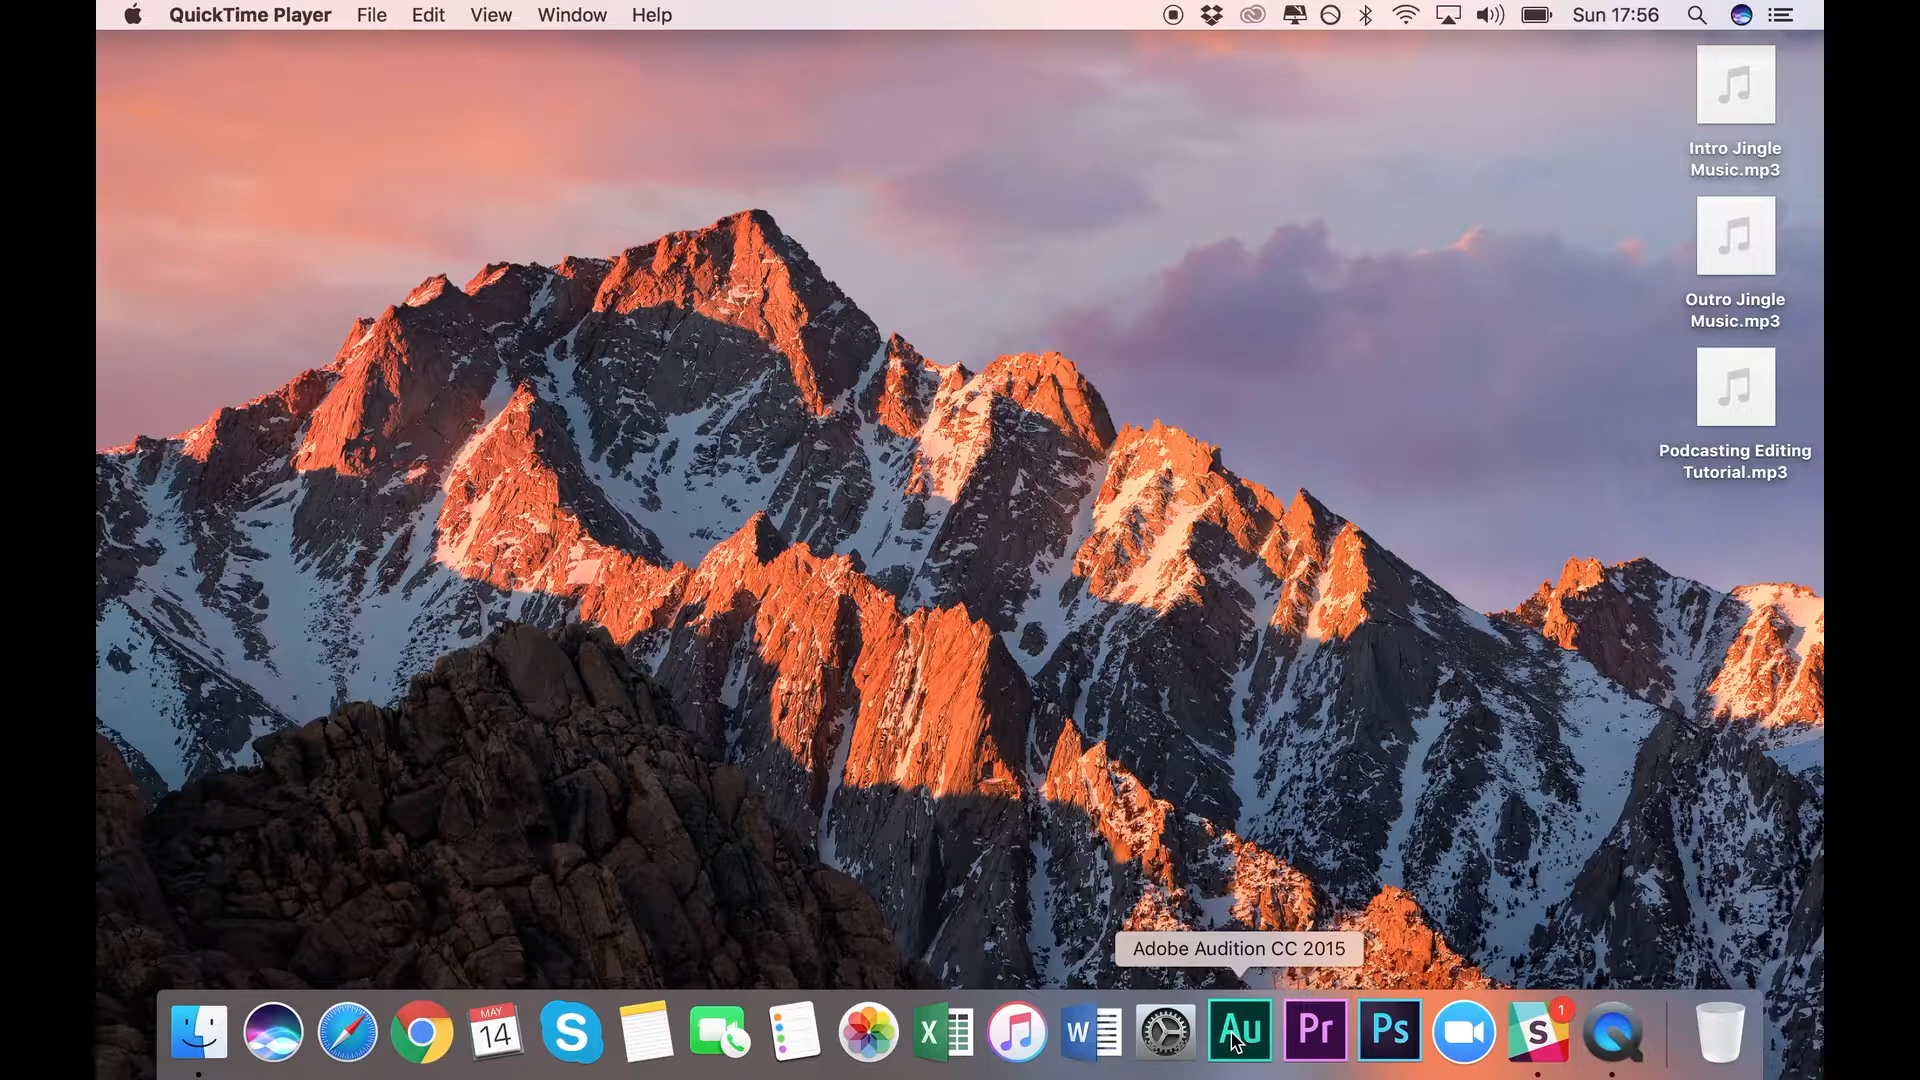 QuickTime Player File Edit View Window Help Sun 17:56
Intro Jingle
Music.mp3
Outro Jingle
Music.mp3
Podcasting Editing
Tutorial.mp3
Adobe Audition CC 2015
MAY
14
S
X
W
Au
Pr
Ps
S
1